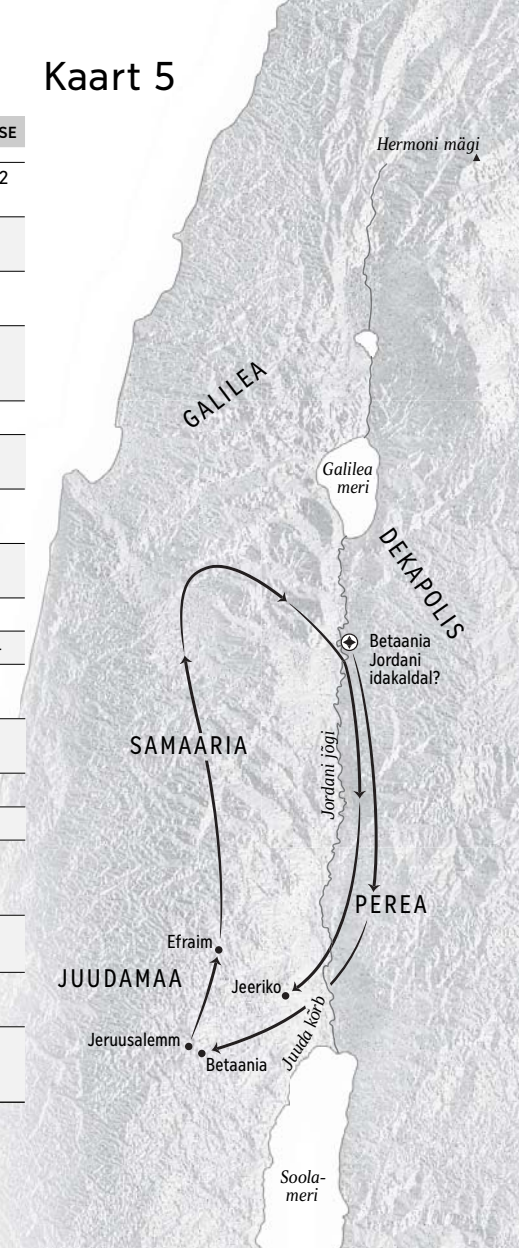 Kaart 5
SE
2
Hermoni mägi
GALILEA
Galilea
meri
DEKAPOLIS
Betaania
Jordani
idakaldal?
SAMAARIA
Jordani jõgi
PEREA
Efraim
JUUDAMAA
Jeeriko
Jeruusalemm
Betaania
Juuda kõrb
Soola-
meri